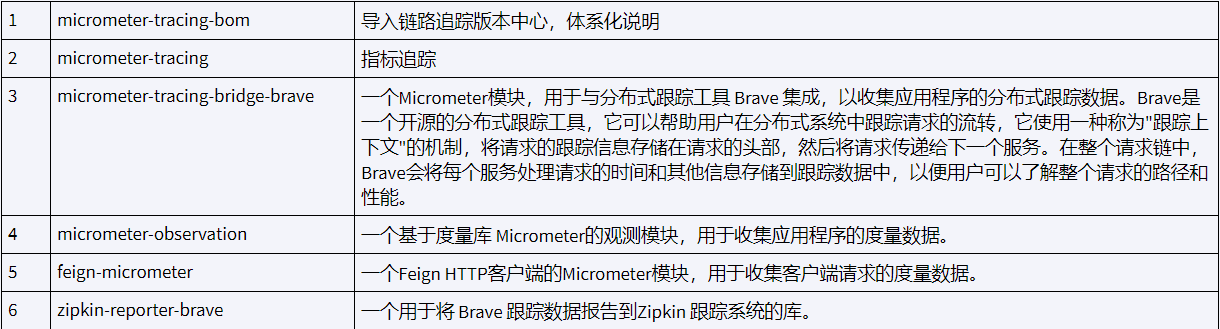 1 micrometer-tracing-bom 导入链路追踪版本中心，体系化说明
2 micrometer-tracing 指标追踪
3 micrometer-tracing-bridge-brave 一个Micrometer模块，用于与分布式跟踪工具 Brave 集成，以收集应用程序的分布式跟踪数据。Brave是
一个开源的分布式跟踪工具，它可以帮助用户在分布式系统中跟踪请求的流转，它使用一种称为"跟踪上
下文"的机制，将请求的跟踪信息存储在请求的头部，然后将请求传递给下一个服务。在整个请求链中，
Brave会将每个服务处理请求的时间和其他信息存储到跟踪数据中，以便用户可以了解整个请求的路径和
性能。
4 micrometer-observation 一个基于度量库 Micrometer的观测模块，用于收集应用程序的度量数据。
5 feign-micrometer 一个Feign HTTP客户端的Micrometer模块，用于收集客户端请求的度量数据。
6 zipkin-reporter-brave 一个用于将 Brave 跟踪数据报告到Zipkin 跟踪系统的库。